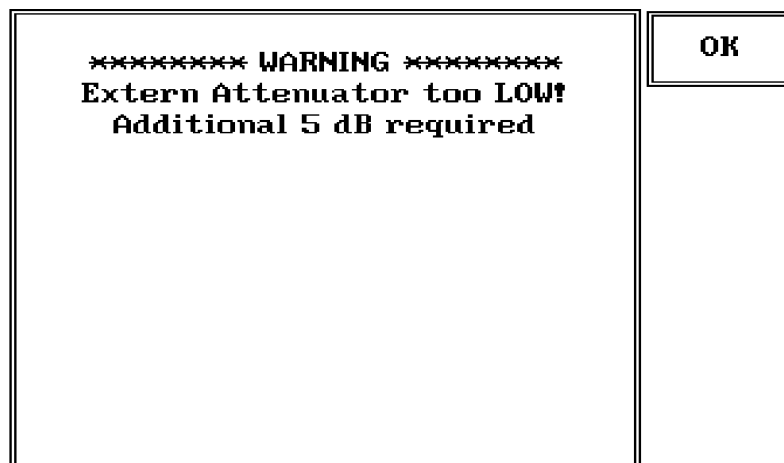 ******** WARNING ********
Extern Attenuator too LOW!
Additional 5 dB required
OK